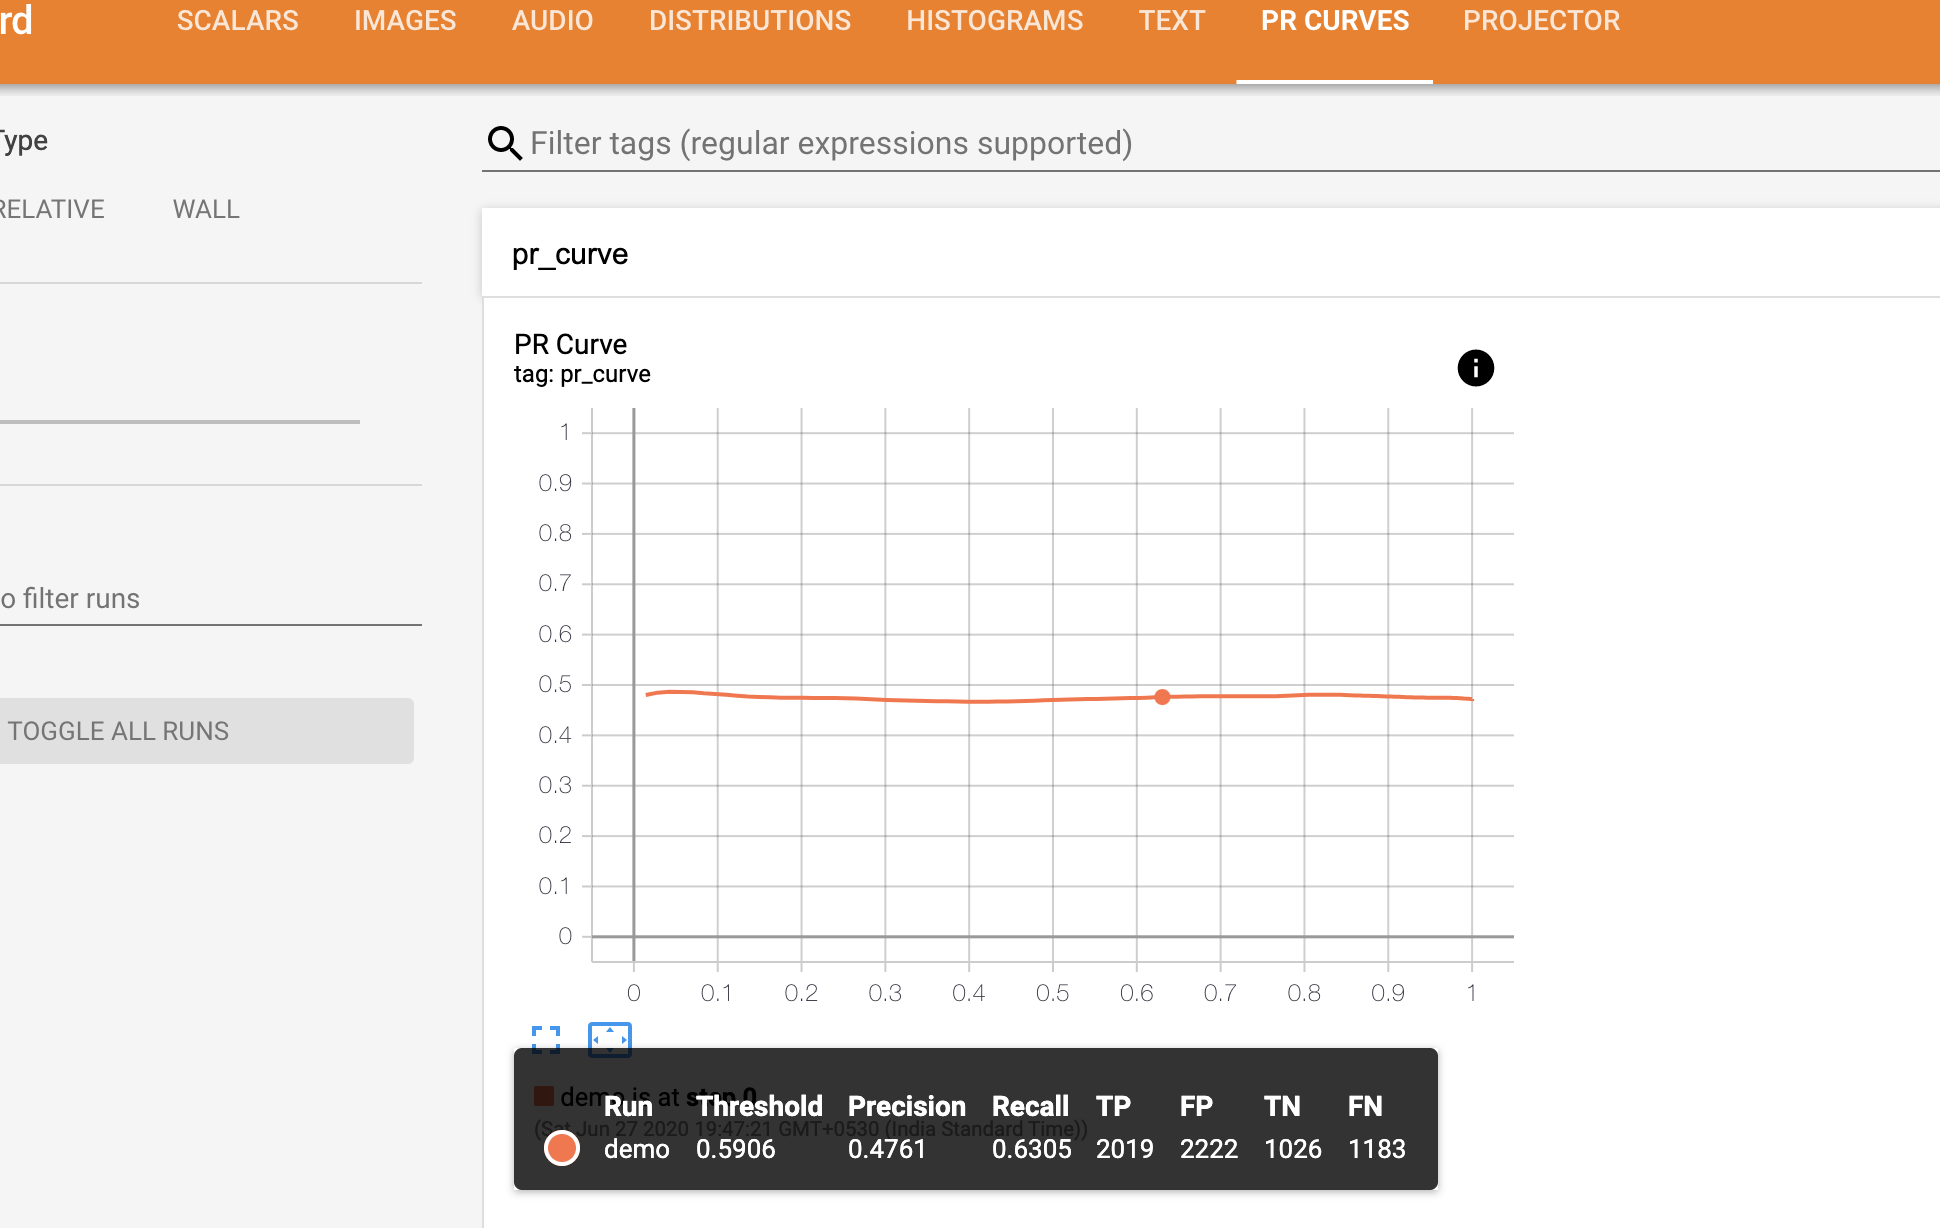 rd SCALARS IMAGES AUDIO DISTRIBUTIONS HISTOGRAMS TEXT PR CURVES PROJECTOR
Type
RELATIVE WALL
o filter runs
TOGGLE ALL RUNS
Filter tags (regular expressions supported)
pr_curve
PR Curve
tag: pr_curve
1
0.9
0.8
0.7
0.6
0.5
0.4
0.3
0.2
0.1
0
0 0.1 0.2 0.3 0.4 0.5 0.6 0.7 0.8 0.9 1
demo is at step 0
(Sat Jun 27 2020 19:47:21 GMT+0530 (India Standard Time))
Run Threshold Precision Recall TP FP TN FN
demo 0.5906 0.4761 0.6305 2019 2222 1026 1183